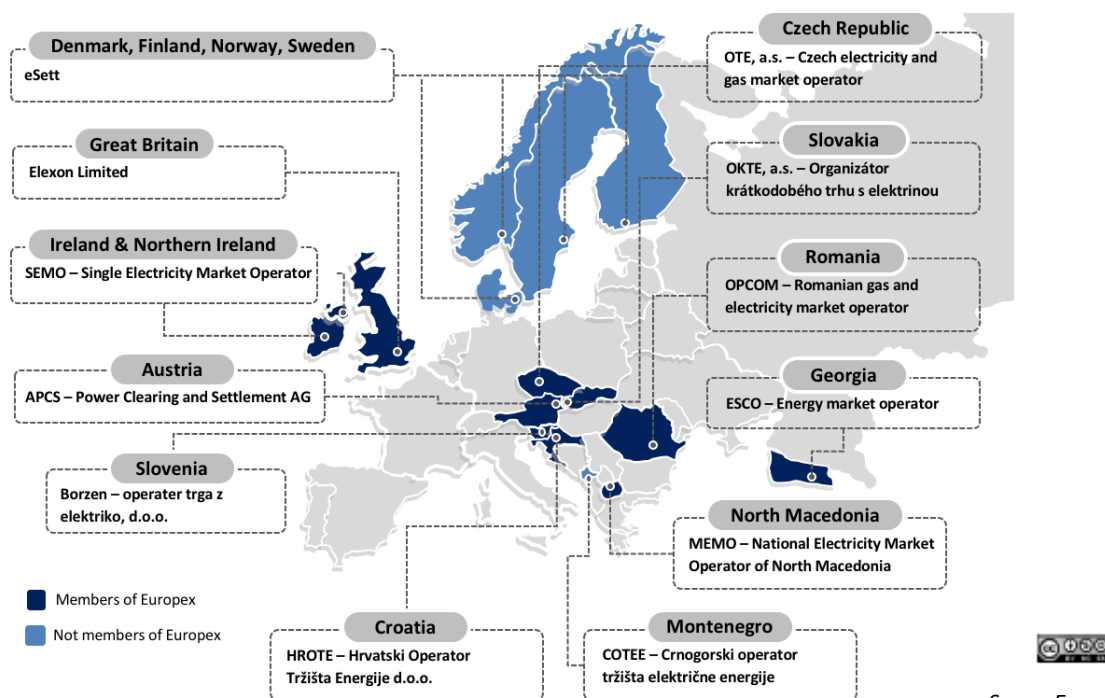 Denmark, Finland, Norway, Sweden
eSett
Great Britain
Elexon Limited
Ireland & Northern Ireland
SEMO – Single Electricity Market Operator
Austria
APCS – Power Clearing and Settlement AG
Slovenia
Borzen – operater trga z
elektriko, d.o.o.
Czech Republic
OTE, a.s. – Czech electricity and
gas market operator
Slovakia
OKTE, a.s. – Organizátor
krátkodobého trhu s elektrinou
Romania
OPCOM – Romanian gas and
electricity market operator
Georgia
ESCO – Energy market operator
North Macedonia
MEMO – National Electricity Market
Operator of North Macedonia
Members of Europex
Not members of Europex
Croatia
HROTE – Hrvatski Operator
Tržišta Energije d.o.o.
Montenegro
COTEE – Crnogorski operator
tržišta električne energije